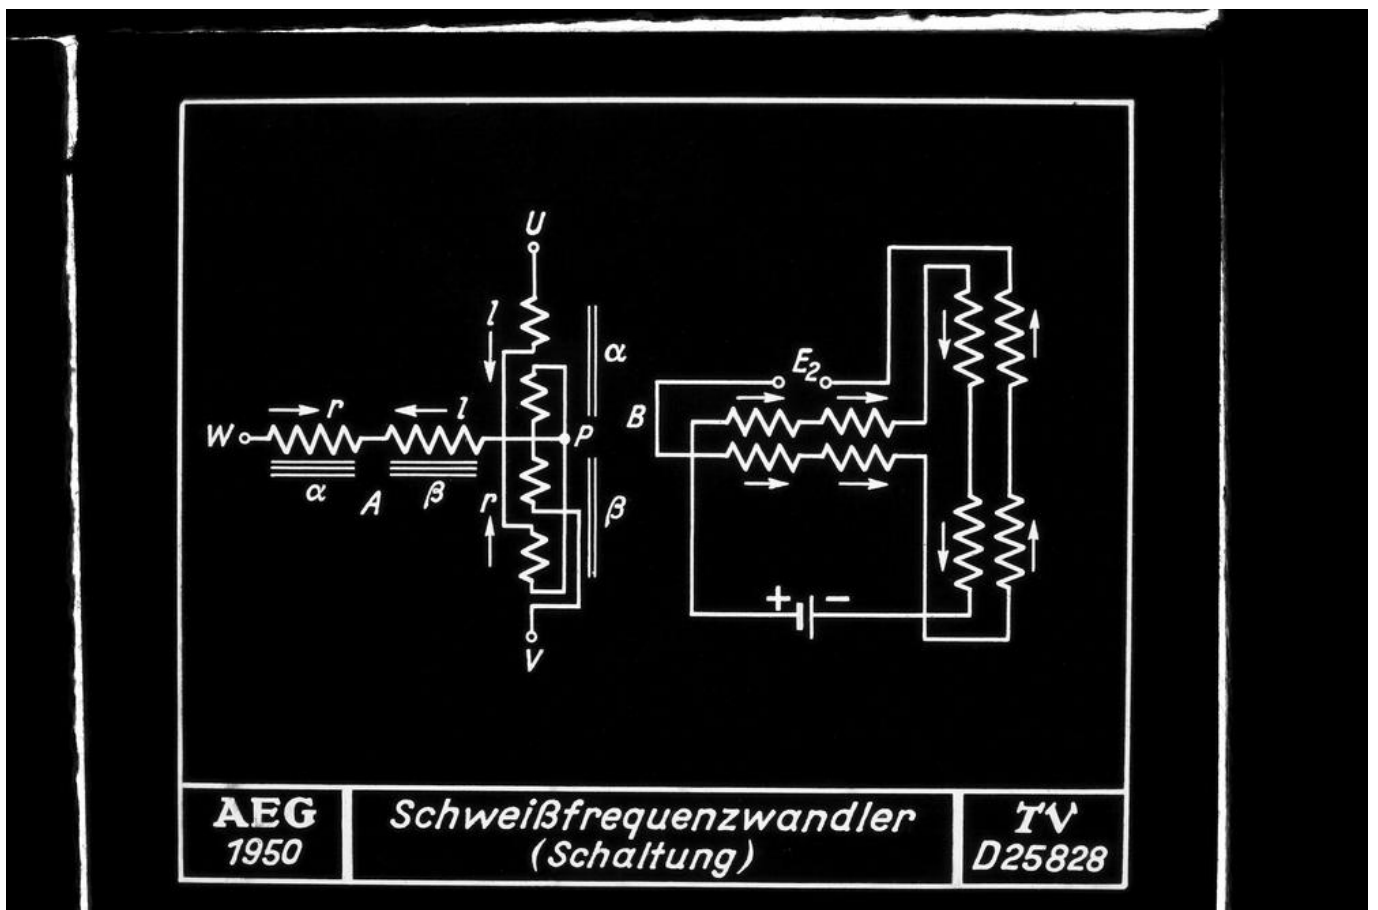 U
l
α
E₂
W
r
l
P
B
α
A
β
r
β
+ −
V
AEG
1950
Schweißfrequenzwandler
(Schaltung)
TV
D25828